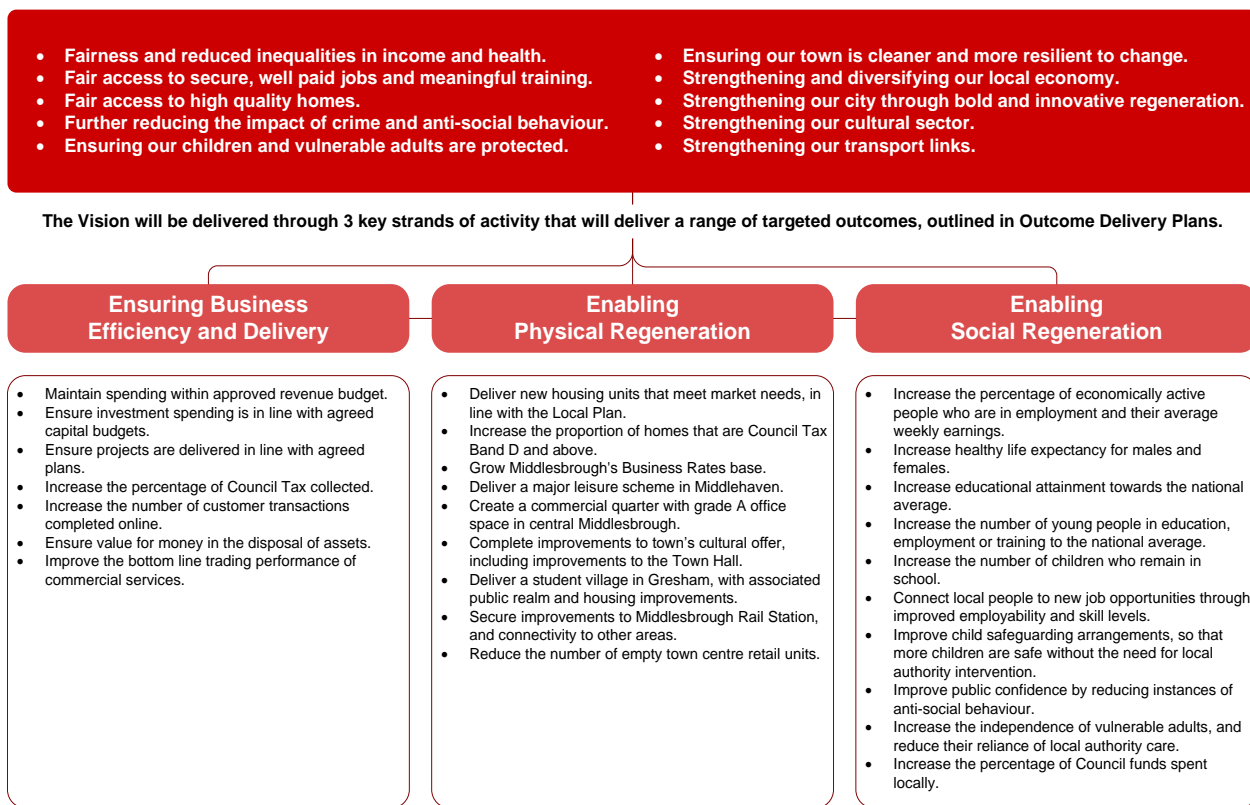 • Fairness and reduced inequalities in income and health.
• Fair access to secure, well paid jobs and meaningful training.
• Fair access to high quality homes.
• Further reducing the impact of crime and anti-social behaviour.
• Ensuring our children and vulnerable adults are protected.
• Ensuring our town is cleaner and more resilient to change.
• Strengthening and diversifying our local economy.
• Strengthening our city through bold and innovative regeneration.
• Strengthening our cultural sector.
• Strengthening our transport links.
The Vision will be delivered through 3 key strands of activity that will deliver a range of targeted outcomes, outlined in Outcome Delivery Plans.
Ensuring Business
Efficiency and Delivery
• Maintain spending within approved revenue budget.
• Ensure investment spending is in line with agreed
capital budgets.
• Ensure projects are delivered in line with agreed
plans.
• Increase the percentage of Council Tax collected.
• Increase the number of customer transactions
completed online.
• Ensure value for money in the disposal of assets.
• Improve the bottom line trading performance of
commercial services.
Enabling
Physical Regeneration
• Deliver new housing units that meet market needs, in
line with the Local Plan.
• Increase the proportion of homes that are Council Tax
Band D and above.
• Grow Middlesbrough's Business Rates base.
• Deliver a major leisure scheme in Middlehaven.
• Create a commercial quarter with grade A office
space in central Middlesbrough.
• Complete improvements to town's cultural offer,
including improvements to the Town Hall.
• Deliver a student village in Gresham, with associated
public realm and housing improvements.
• Secure improvements to Middlesbrough Rail Station,
and connectivity to other areas.
• Reduce the number of empty town centre retail units.
Enabling
Social Regeneration
• Increase the percentage of economically active
people who are in employment and their average
weekly earnings.
• Increase healthy life expectancy for males and
females.
• Increase educational attainment towards the national
average.
• Increase the number of young people in education,
employment or training to the national average.
• Increase the number of children who remain in
school.
• Connect local people to new job opportunities through
improved employability and skill levels.
• Improve child safeguarding arrangements, so that
more children are safe without the need for local
authority intervention.
• Improve public confidence by reducing instances of
anti-social behaviour.
• Increase the independence of vulnerable adults, and
reduce their reliance of local authority care.
• Increase the percentage of Council funds spent
locally.